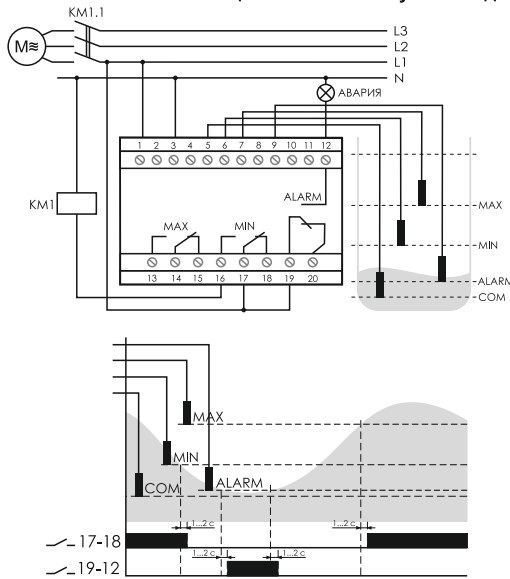 KM1.1
L3
L2
L1
N
M≋
АВАРИЯ
1 2 3 4 5 6 7 8 9 10 11 12
ALARM
KM1
MAX MIN
13 14 15 16 17 18 19 20
MAX
MIN
ALARM
COM
MAX
MIN
COM ALARM
1...2 c 1...2 c
17-18
1...2 c 1...2 c
19-12